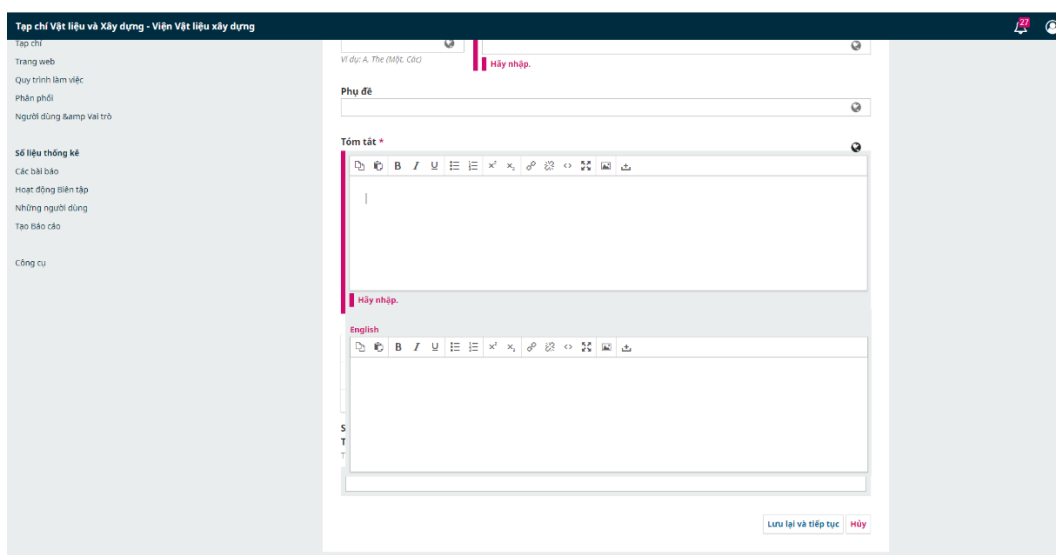 Tạp chí Vật liệu và Xây dựng - Viện Vật liệu xây dựng
27
Tạp chí
Trang web
Quy trình làm việc
Phân phối
Người dùng &amp Vai trò
Số liệu thống kê
Các bài báo
Hoạt động Biên tập
Những người dùng
Tạo Báo cáo
Công cụ
Ví dụ: A, The (Một, Các)
Hãy nhập.
Phụ đề
Tóm tắt *
B I U
Hãy nhập.
English
B I U
S
T
T
Lưu lại và tiếp tục
Hủy